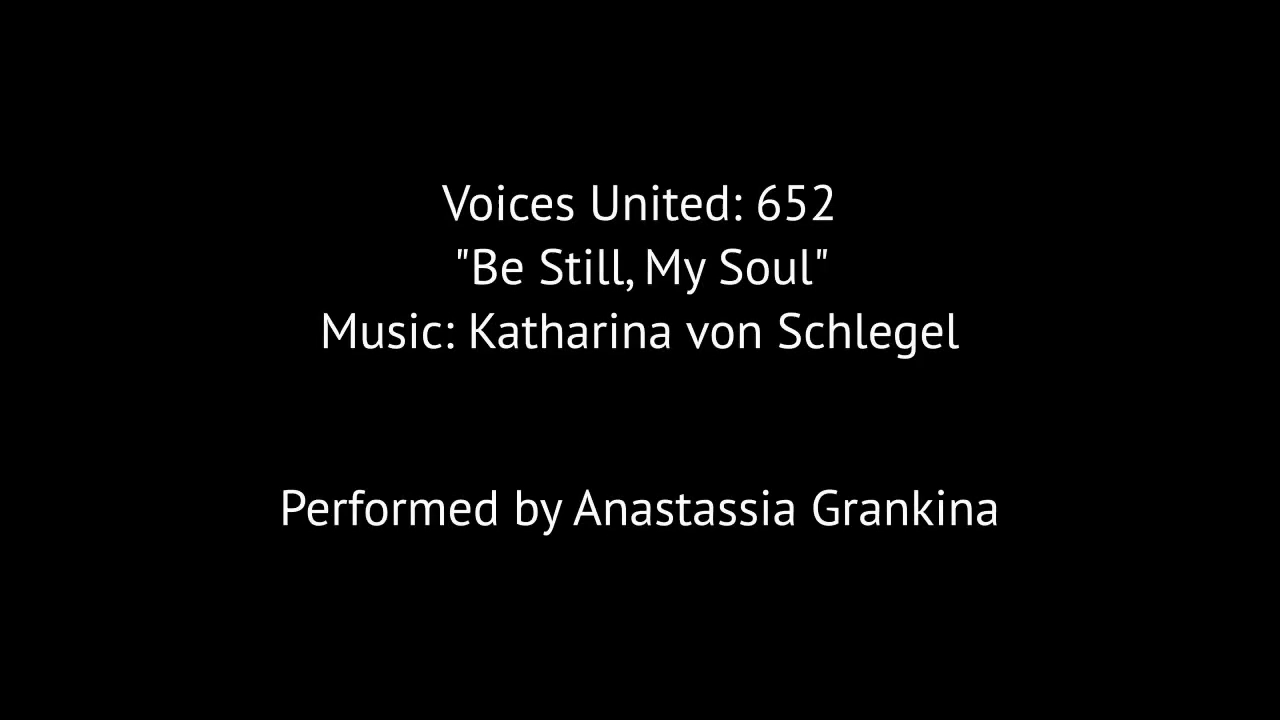 Voices United: 652
"Be Still, My Soul"
Music: Katharina von Schlegel
Performed by Anastassia Grankina